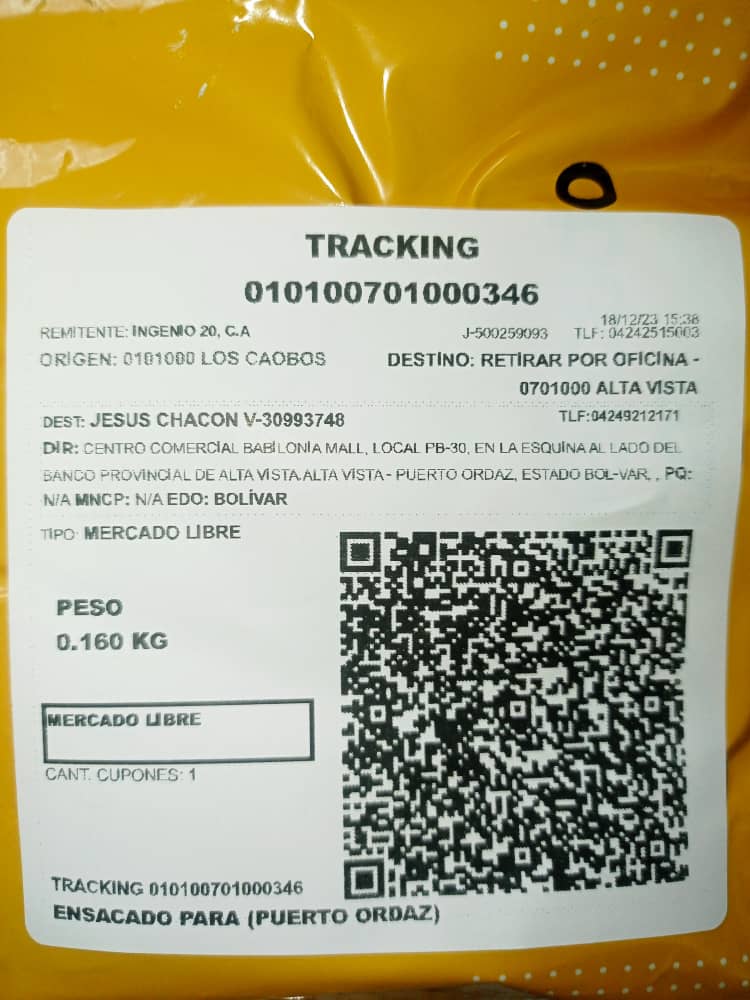 TRACKING
010100701000346
18/12/23 15:38
REMITENTE: INGENIO 20, C.A J-500259093 TLF: 04242515003
ORIGEN: 0101000 LOS CAOBOS DESTINO: RETIRAR POR OFICINA -
0701000 ALTA VISTA
DEST: JESUS CHACON V-30993748 TLF:04249212171
DIR: CENTRO COMERCIAL BABILONIA MALL, LOCAL PB-30, EN LA ESQUINA AL LADO DEL
BANCO PROVINCIAL DE ALTA VISTA.ALTA VISTA - PUERTO ORDAZ, ESTADO BOL-VAR, , PQ:
N/A MNCP: N/A EDO: BOLÍVAR
TIPO: MERCADO LIBRE
PESO
0.160 KG
MERCADO LIBRE
CANT. CUPONES: 1
TRACKING 010100701000346
ENSACADO PARA (PUERTO ORDAZ)